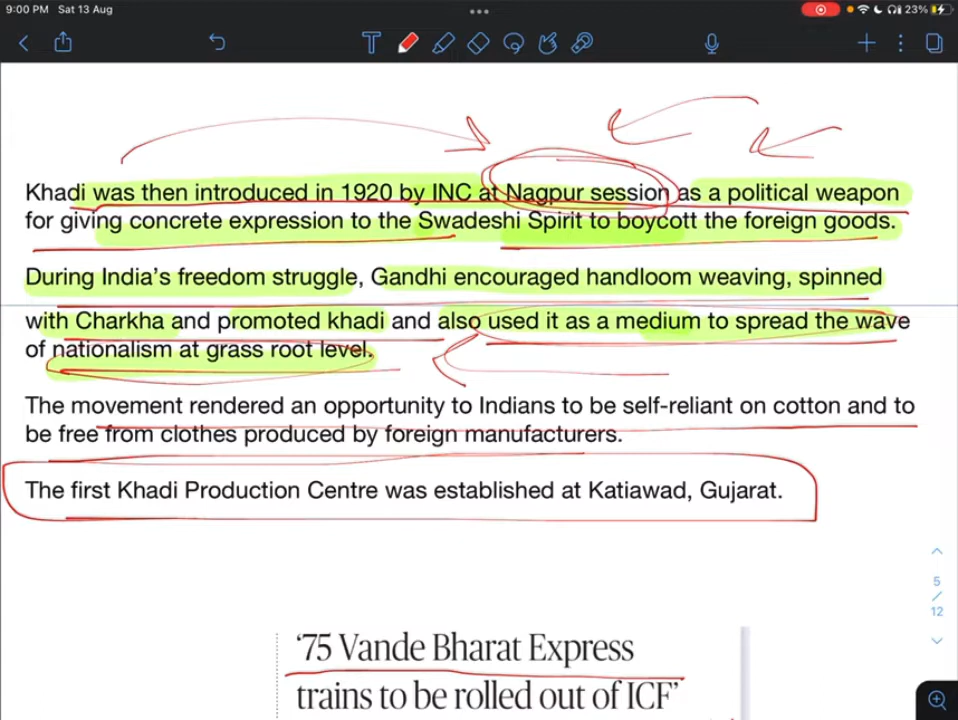 9:00 PM Sat 13 Aug
23%
T
Khadi was then introduced in 1920 by INC at Nagpur session as a political weapon
for giving concrete expression to the Swadeshi Spirit to boycott the foreign goods.
During India’s freedom struggle, Gandhi encouraged handloom weaving, spinned
with Charkha and promoted khadi and also used it as a medium to spread the wave
of nationalism at grass root level.
The movement rendered an opportunity to Indians to be self-reliant on cotton and to
be free from clothes produced by foreign manufacturers.
The first Khadi Production Centre was established at Katiawad, Gujarat.
5
/
12
‘75 Vande Bharat Express
trains to be rolled out of ICF’